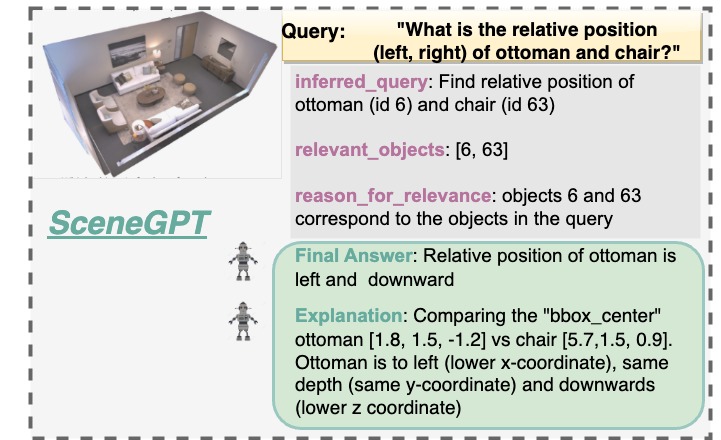 Query: "What is the relative position
(left, right) of ottoman and chair?"
inferred_query: Find relative position of
ottoman (id 6) and chair (id 63)
relevant_objects: [6, 63]
reason_for_relevance: objects 6 and 63
correspond to the objects in the query
SceneGPT
Final Answer: Relative position of ottoman is
left and downward
Explanation: Comparing the "bbox_center"
ottoman [1.8, 1.5, -1.2] vs chair [5.7,1.5, 0.9].
Ottoman is to left (lower x-coordinate), same
depth (same y-coordinate) and downwards
(lower z coordinate)